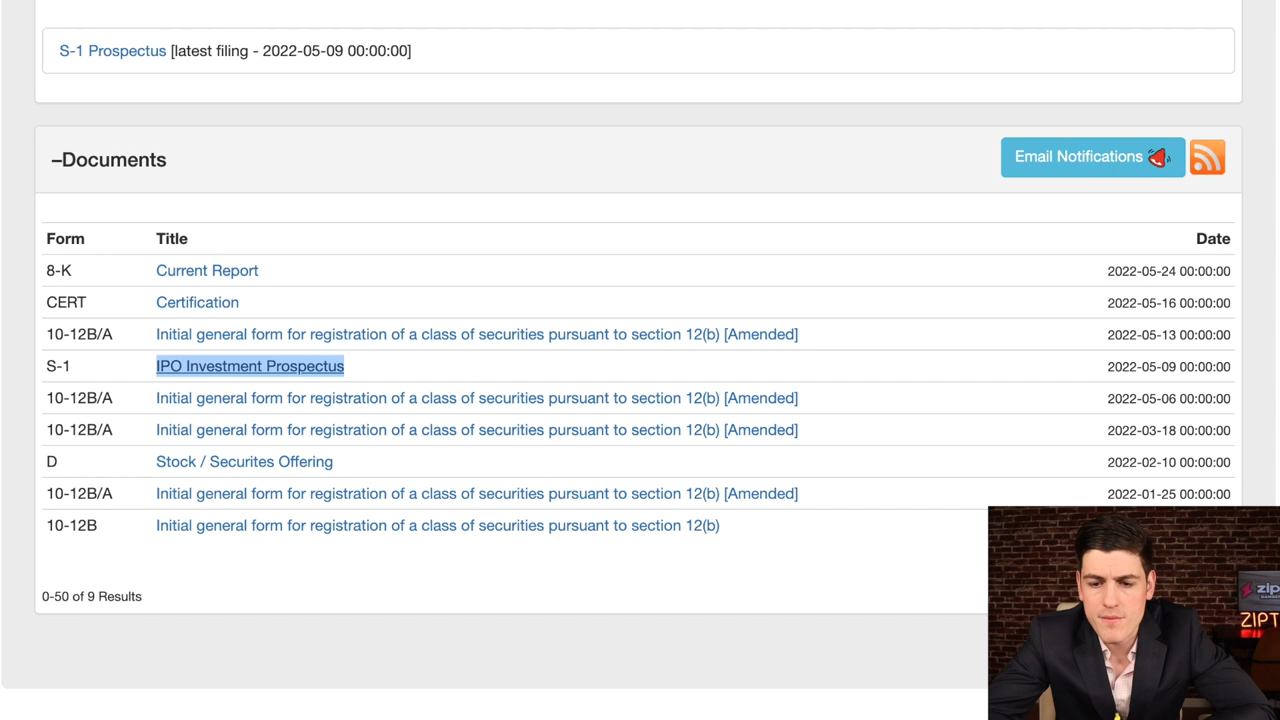 S-1 Prospectus [latest filing - 2022-05-09 00:00:00]
–Documents
Email Notifications
Form Title Date
8-K Current Report 2022-05-24 00:00:00
CERT Certification 2022-05-16 00:00:00
10-12B/A Initial general form for registration of a class of securities pursuant to section 12(b) [Amended] 2022-05-13 00:00:00
S-1 IPO Investment Prospectus 2022-05-09 00:00:00
10-12B/A Initial general form for registration of a class of securities pursuant to section 12(b) [Amended] 2022-05-06 00:00:00
10-12B/A Initial general form for registration of a class of securities pursuant to section 12(b) [Amended] 2022-03-18 00:00:00
D Stock / Securites Offering 2022-02-10 00:00:00
10-12B/A Initial general form for registration of a class of securities pursuant to section 12(b) [Amended] 2022-01-25 00:00:00
10-12B Initial general form for registration of a class of securities pursuant to section 12(b)
0-50 of 9 Results
zip
ZIPT